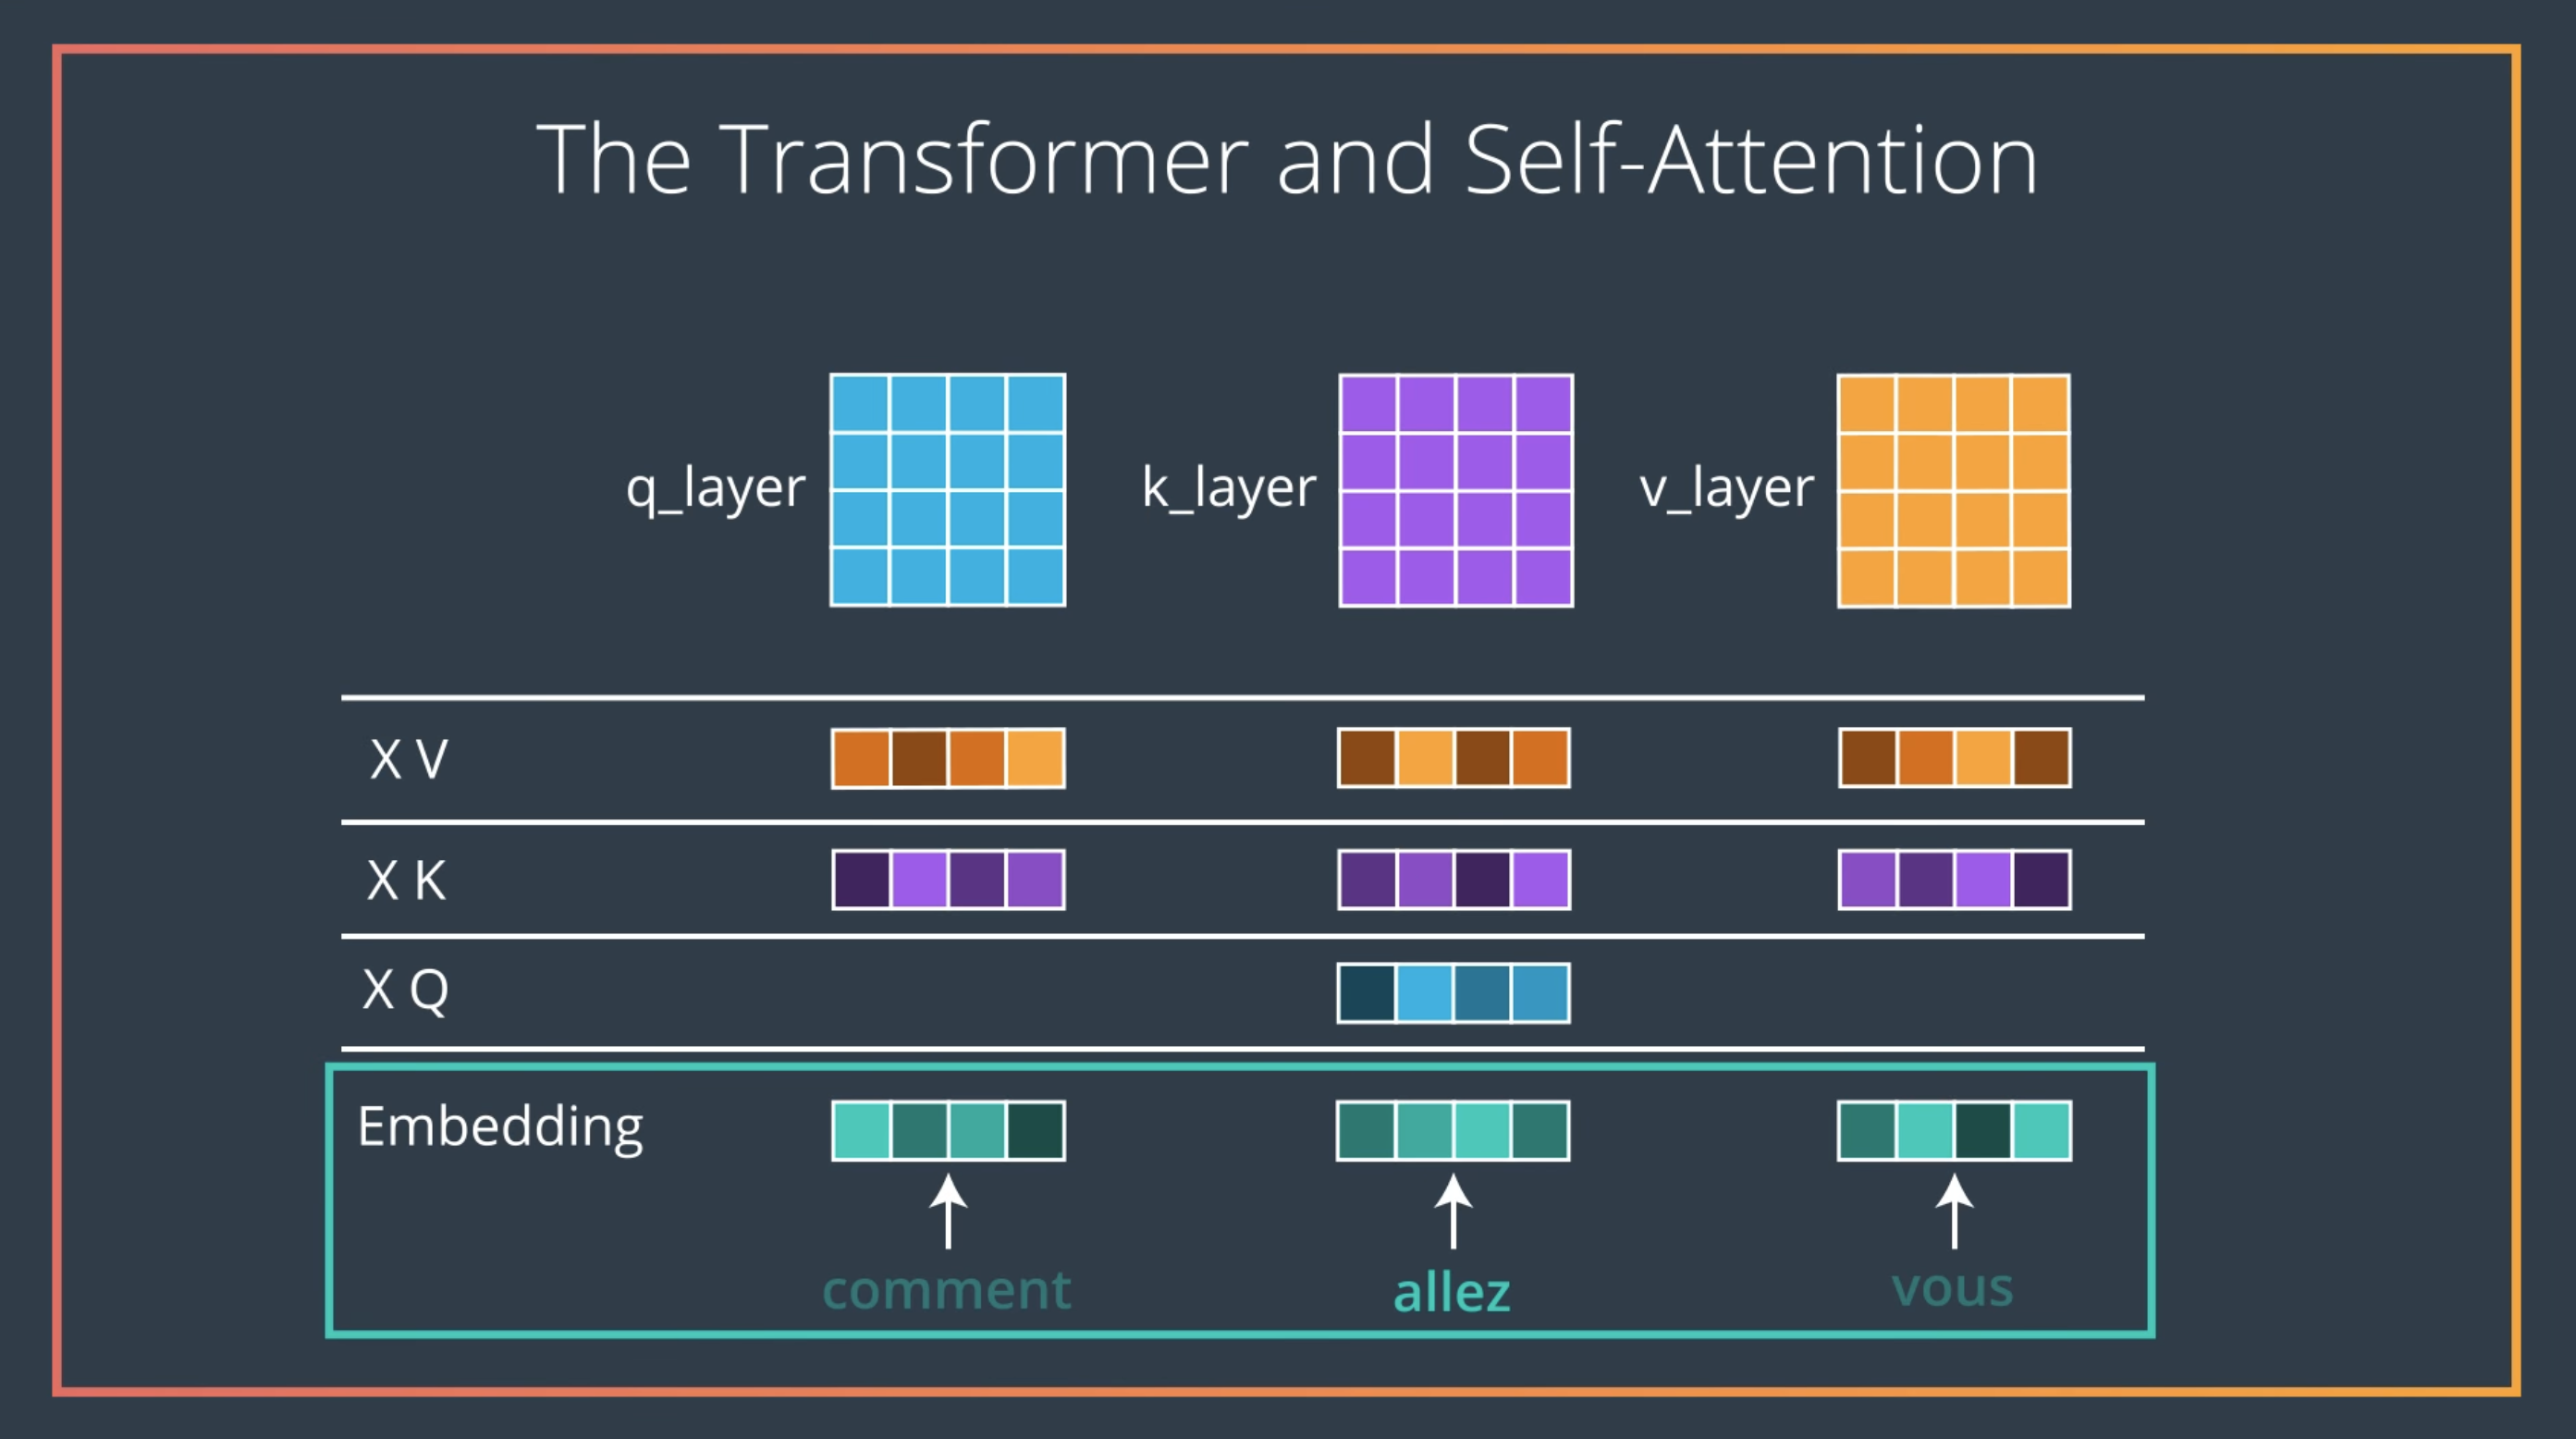 The Transformer and Self-Attention
q_layer
k_layer
v_layer
X V
X K
X Q
Embedding
comment
allez
vous